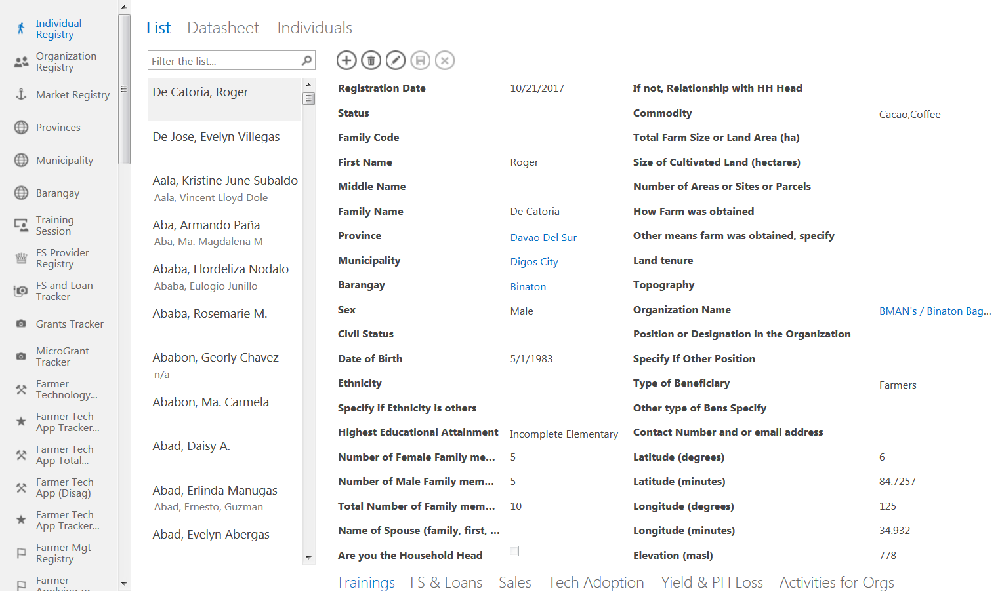 Individual
Registry
Organization
Registry
Market Registry
Provinces
Municipality
Barangay
Training
Session
FS Provider
Registry
FS and Loan
Tracker
Grants Tracker
MicroGrant
Tracker
Farmer
Technology...
Farmer Tech
App Tracker...
Farmer Tech
App Total...
Farmer Tech
App (Disag)
Farmer Tech
App Tracker...
Farmer Mgt
Registry
Farmer
Applying or
List Datasheet Individuals
Filter the list...
De Catoria, Roger
De Jose, Evelyn Villegas
Aala, Kristine June Subaldo
Aala, Vincent Lloyd Dole
Aba, Armando Paña
Aba, Ma. Magdalena M
Ababa, Flordeliza Nodalo
Ababa, Eulogio Junillo
Ababa, Rosemarie M.
Ababon, Georly Chavez
n/a
Ababon, Ma. Carmela
Abad, Daisy A.
Abad, Erlinda Manugas
Abad, Ernesto, Guzman
Abad, Evelyn Abergas
Registration Date 10/21/2017
Status
Family Code
First Name Roger
Middle Name
Family Name De Catoria
Province Davao Del Sur
Municipality Digos City
Barangay Binaton
Sex Male
Civil Status
Date of Birth 5/1/1983
Ethnicity
Specify if Ethnicity is others
Highest Educational Attainment Incomplete Elementary
Number of Female Family me... 5
Number of Male Family mem... 5
Total Number of Family mem... 10
Name of Spouse (family, first, ...
Are you the Household Head
If not, Relationship with HH Head
Commodity Cacao,Coffee
Total Farm Size or Land Area (ha)
Size of Cultivated Land (hectares)
Number of Areas or Sites or Parcels
How Farm was obtained
Other means farm was obtained, specify
Land tenure
Topography
Organization Name BMAN's / Binaton Bag...
Position or Designation in the Organization
Specify If Other Position
Type of Beneficiary Farmers
Other type of Bens Specify
Contact Number and or email address
Latitude (degrees) 6
Latitude (minutes) 84.7257
Longitude (degrees) 125
Longitude (minutes) 34.932
Elevation (masl) 778
Trainings FS & Loans Sales Tech Adoption Yield & PH Loss Activities for Orgs